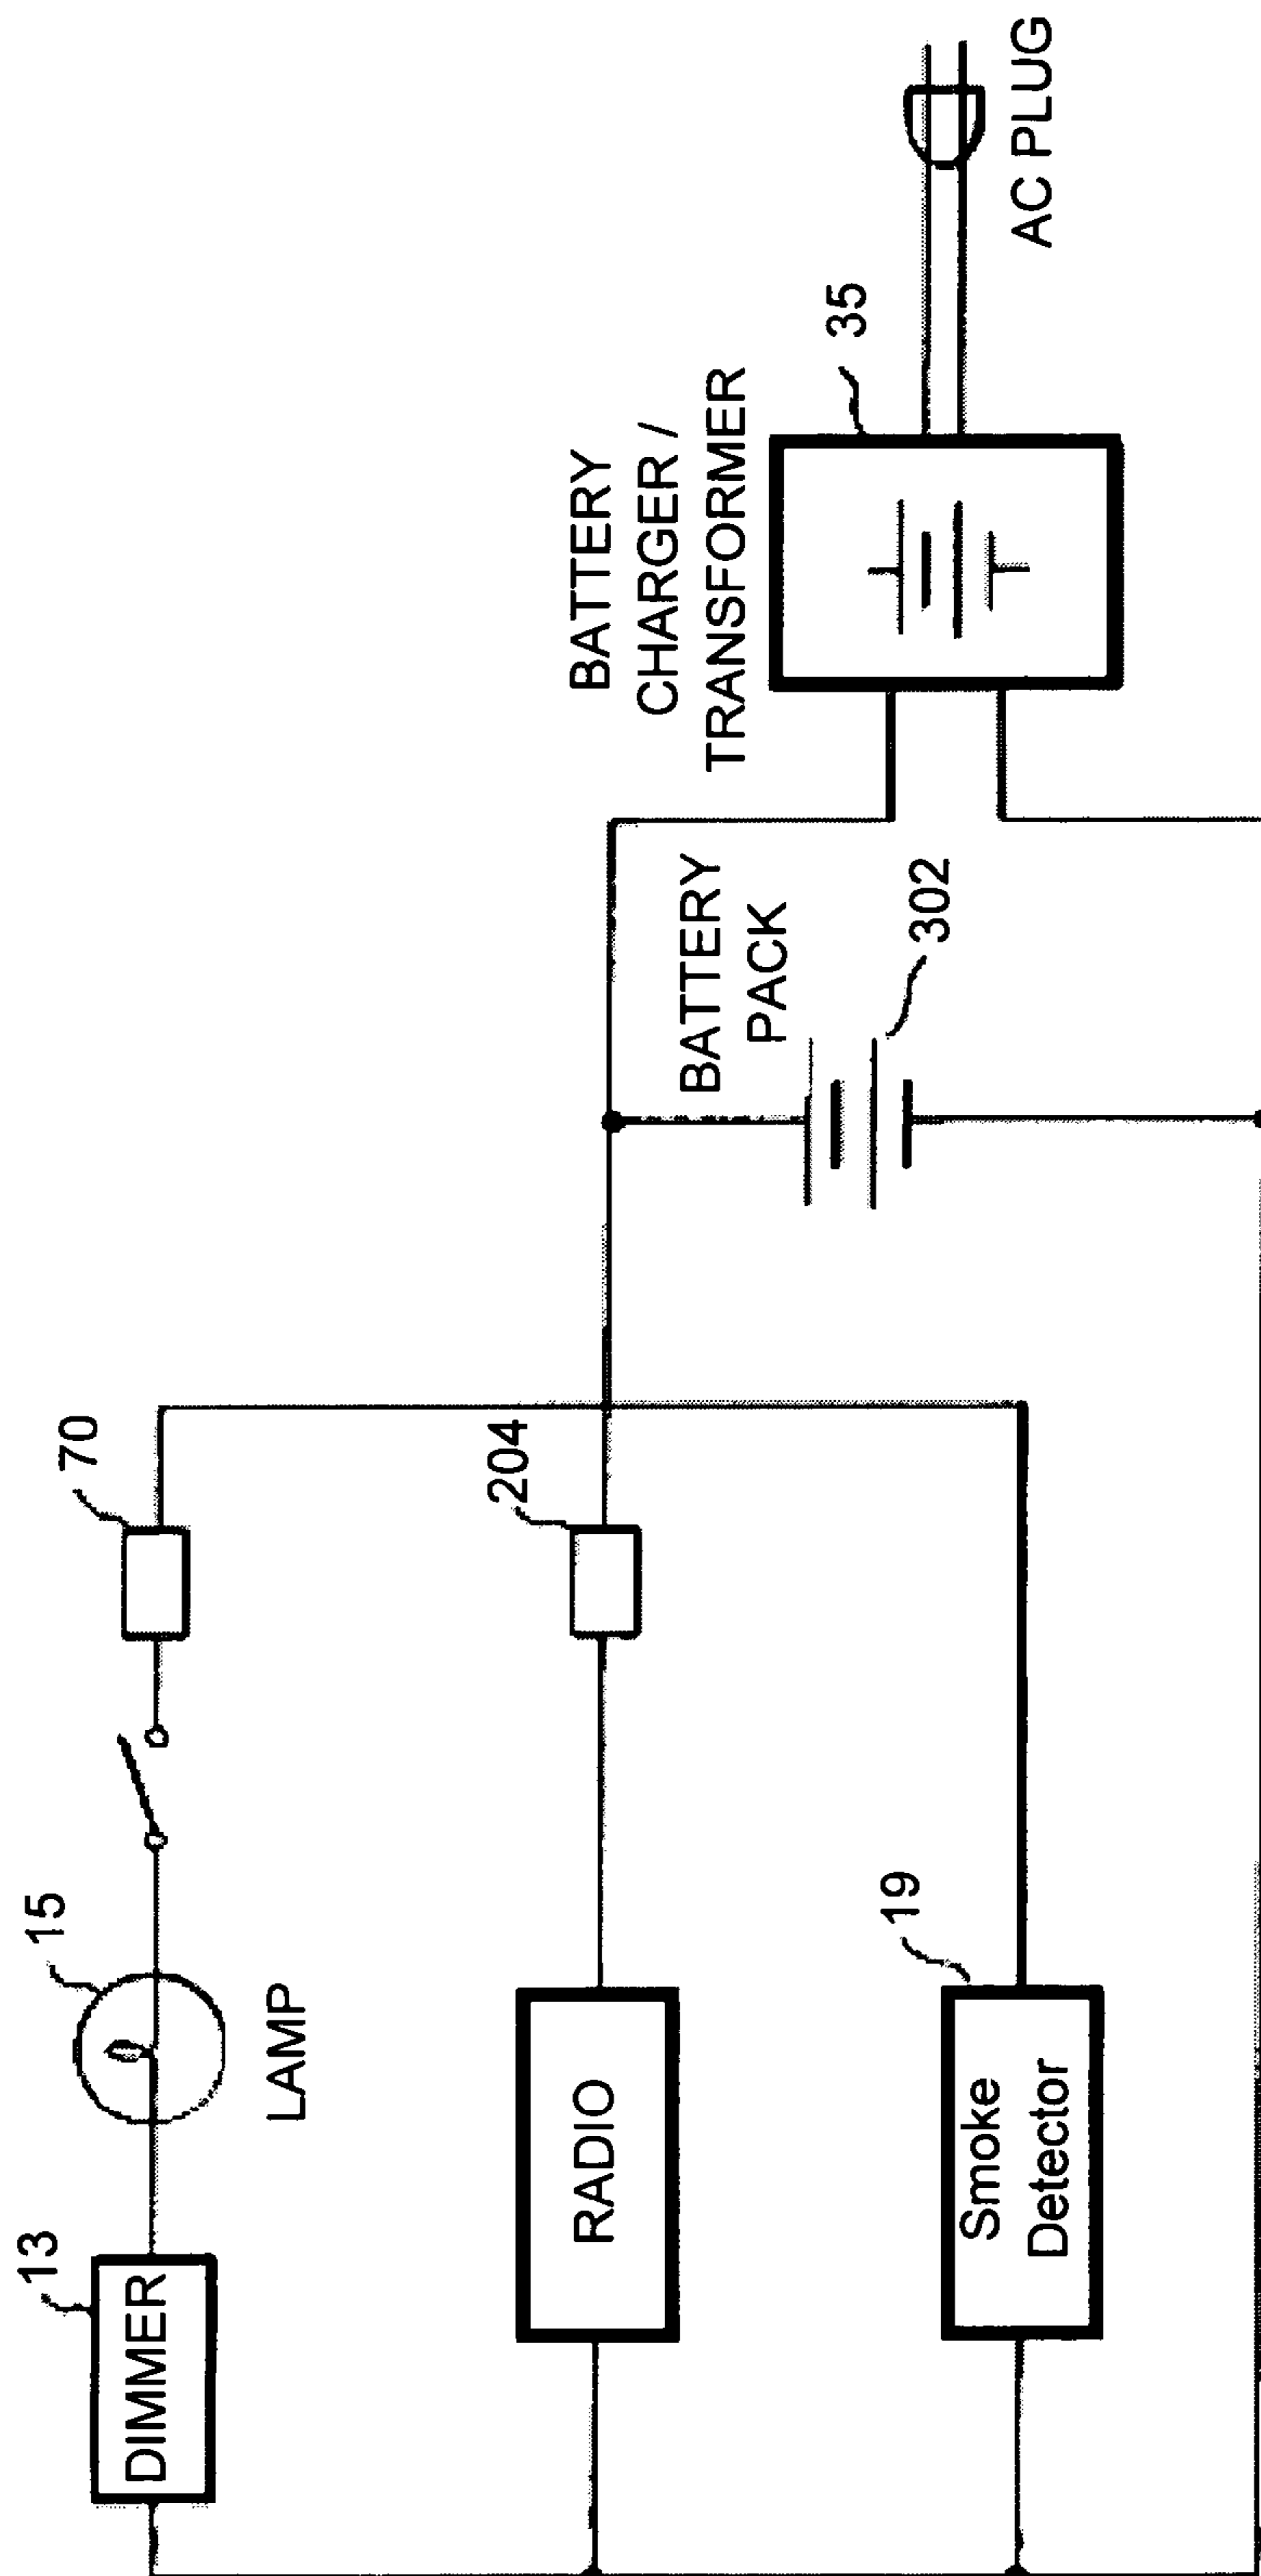 13
DIMMER
15
LAMP
70
RADIO
204
Smoke
Detector
19
BATTERY
PACK
302
BATTERY
CHARGER /
TRANSFORMER
35
AC PLUG